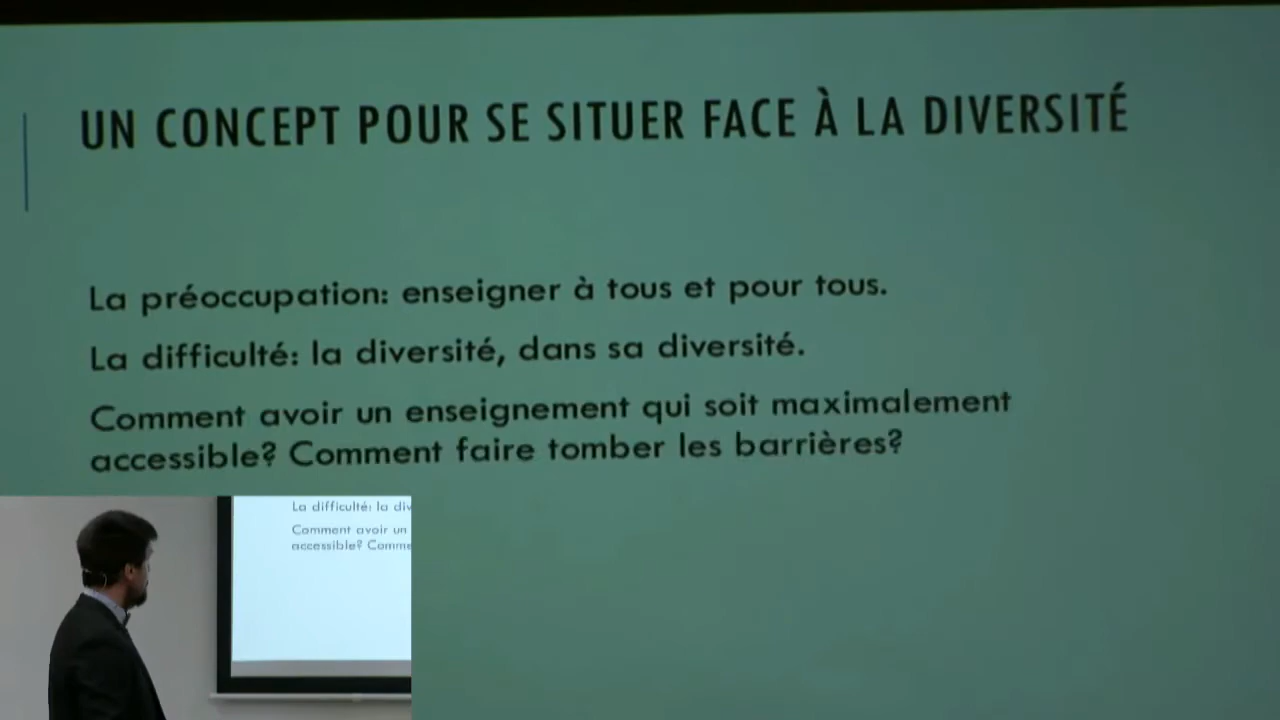 UN CONCEPT POUR SE SITUER FACE À LA DIVERSITÉ
La préoccupation: enseigner à tous et pour tous.
La difficulté: la diversité, dans sa diversité.
Comment avoir un enseignement qui soit maximalement
accessible? Comment faire tomber les barrières?
La difficulté: la div
Comment avoir un
accessible? Comme